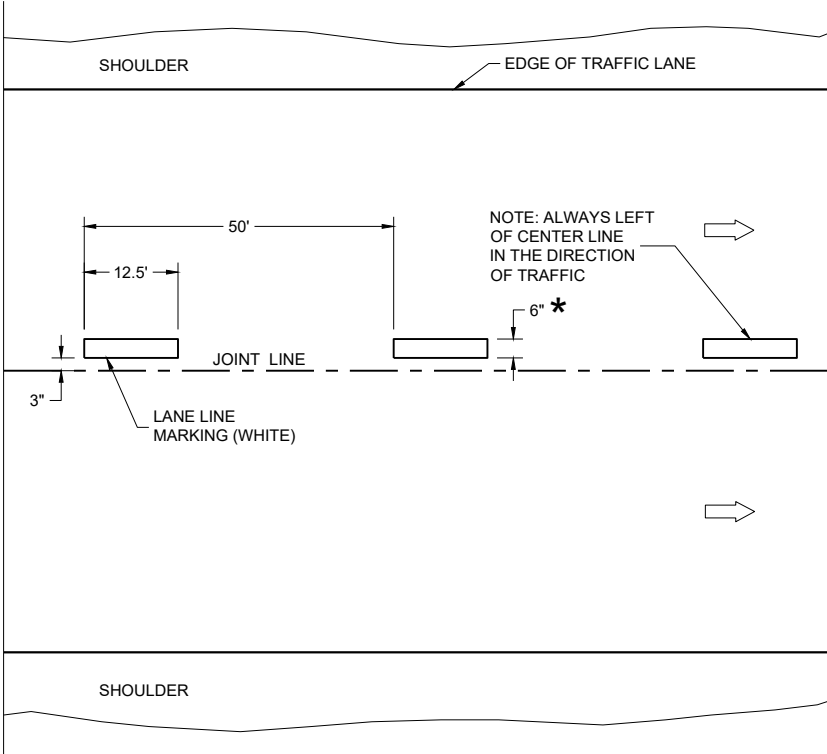 SHOULDER
EDGE OF TRAFFIC LANE
50'
NOTE: ALWAYS LEFT
OF CENTER LINE
IN THE DIRECTION
OF TRAFFIC
12.5'
6" *
JOINT LINE
3"
LANE LINE
MARKING (WHITE)
SHOULDER